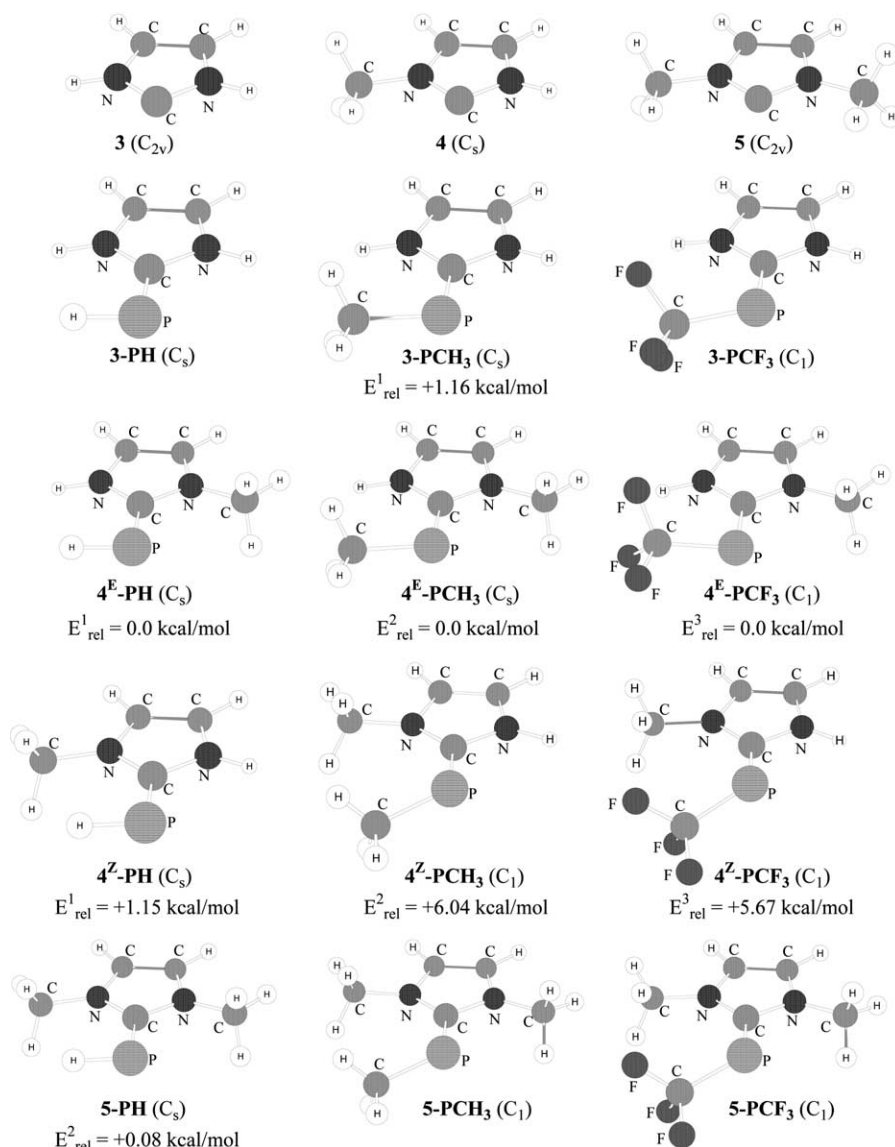 H C C H
H N C N H
H C C H
H C N C N H
H H
H C C H
H C N C N C H
H H H H
3 (C2v)
4 (Cs)
5 (C2v)
H C C H
H N N H
C
H P
H C C H
H N N H
H C C
H P
H C C H
H N N H
F C C
F F P
3-PH (Cs)
3-PCH3 (Cs)
3-PCF3 (C1)
E1rel = +1.16 kcal/mol
H C C H
H N N H H
C C H
H P
H C C H
H N N H H
H C C C H
H P
H C C H
F H N N H H
C C C H
F F P
4E-PH (Cs)
4E-PCH3 (Cs)
4E-PCF3 (C1)
E1rel = 0.0 kcal/mol
E2rel = 0.0 kcal/mol
E3rel = 0.0 kcal/mol
H C C H
H C N N H
H C
H P
H C C H
H H C N N H
H C
H C P
H
H C C H
H H C N N H
H C
F C P
F F
4Z-PH (Cs)
4Z-PCH3 (C1)
4Z-PCF3 (C1)
E1rel = +1.15 kcal/mol
E2rel = +6.04 kcal/mol
E3rel = +5.67 kcal/mol
H C C H
H C N N H H
H C C H
H P
H C C H
H H C N N H H
H C C H
H C P
H
H C C H
H H C N N H H
H C C H
F C P
F F
5-PH (Cs)
5-PCH3 (C1)
5-PCF3 (C1)
E2rel = +0.08 kcal/mol